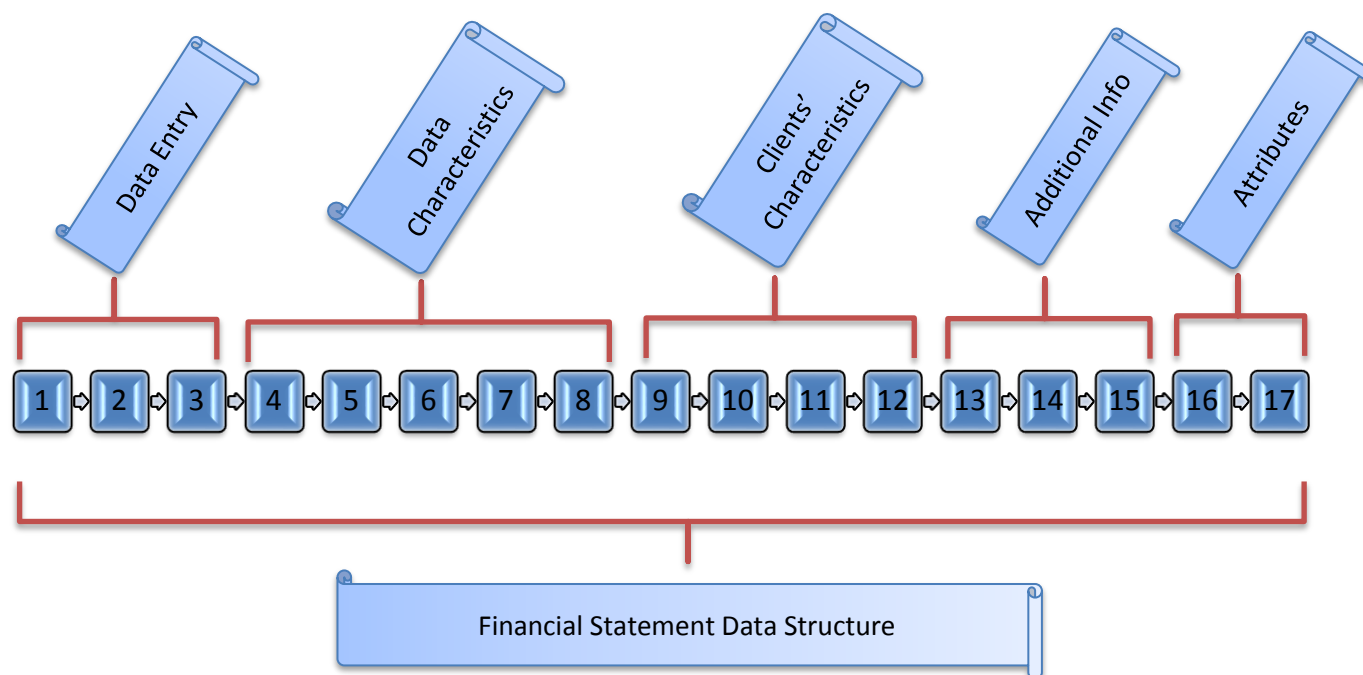 Data Entry
Data
Characteristics
Clients’
Characteristics
Additional Info
Attributes
1
2
3
4
5
6
7
8
9
10
11
12
13
14
15
16
17
Financial Statement Data Structure